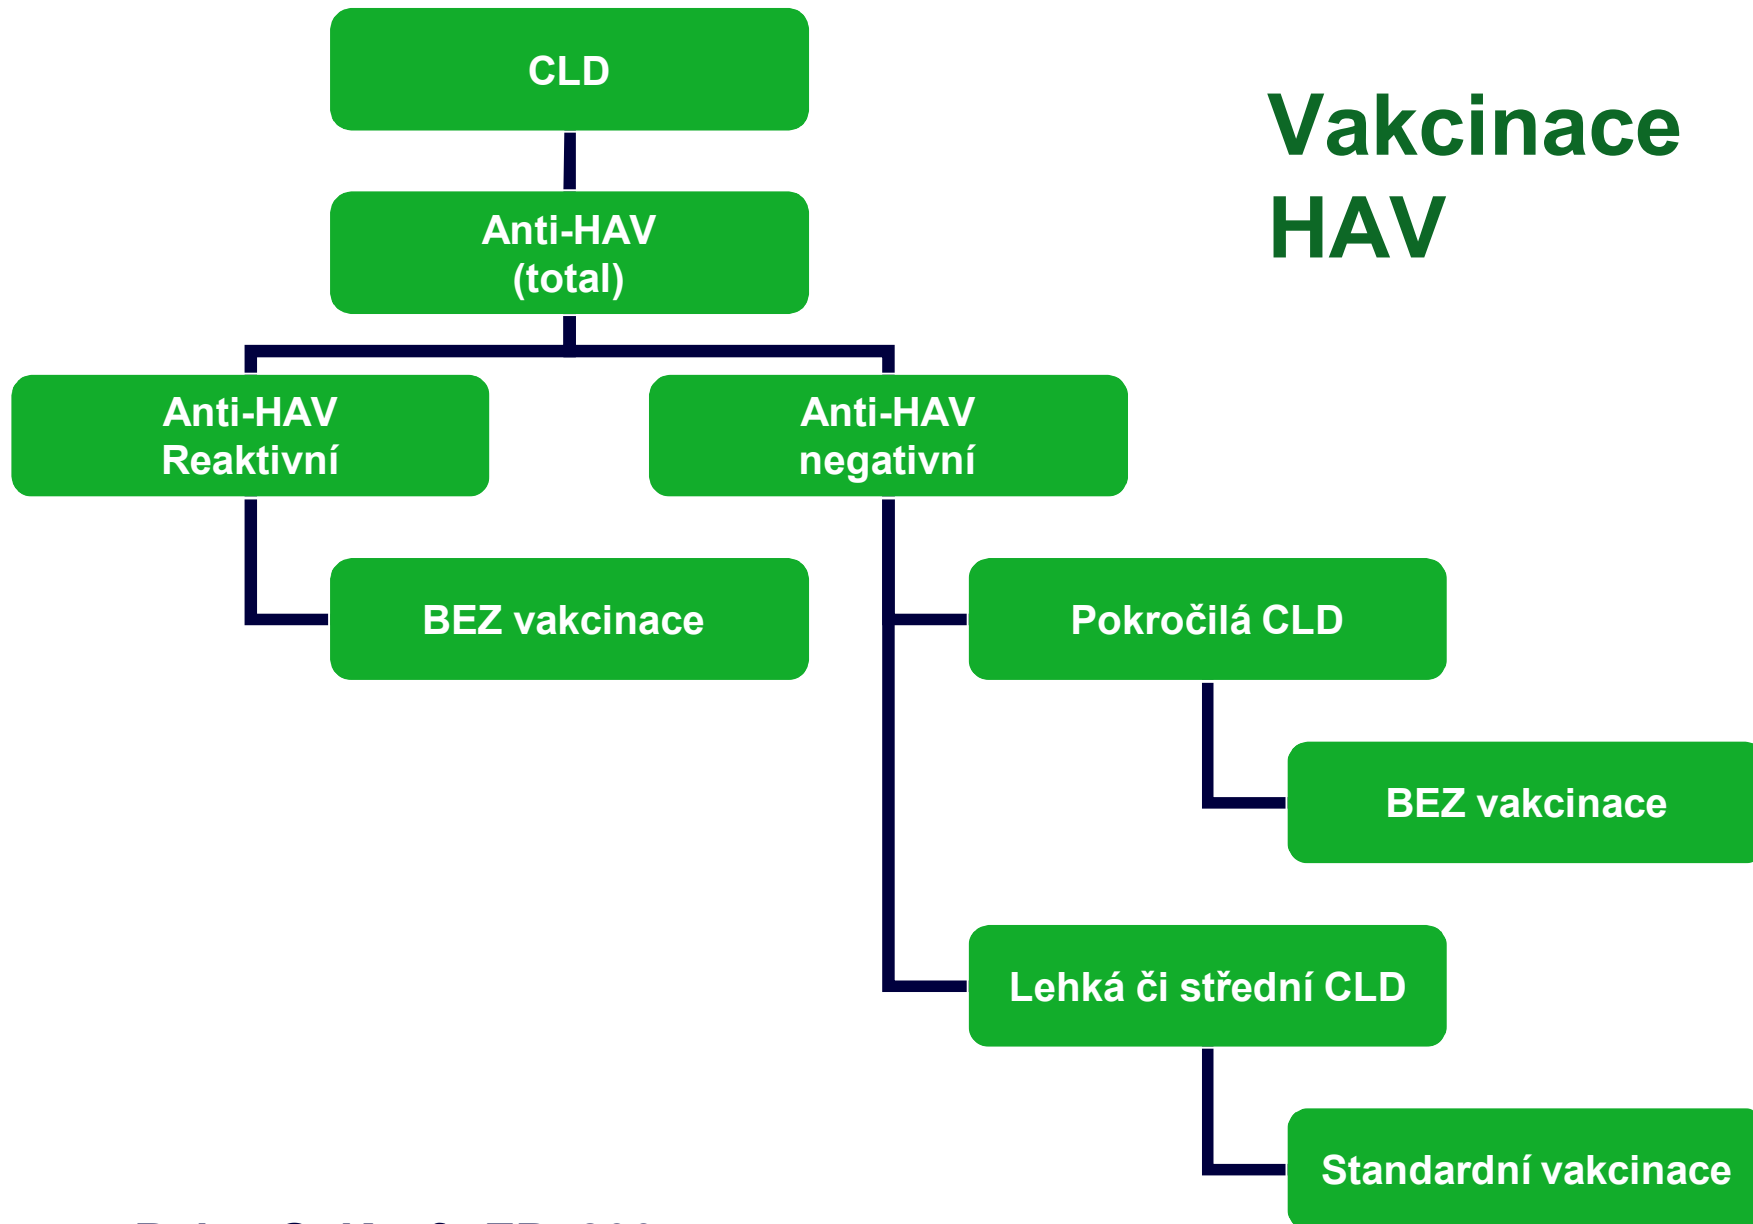 CLD
Vakcinace
HAV
Anti-HAV
(total)
Anti-HAV
Reaktivní
Anti-HAV
negativní
BEZ vakcinace
Pokročilá CLD
BEZ vakcinace
Lehká či střední CLD
Standardní vakcinace